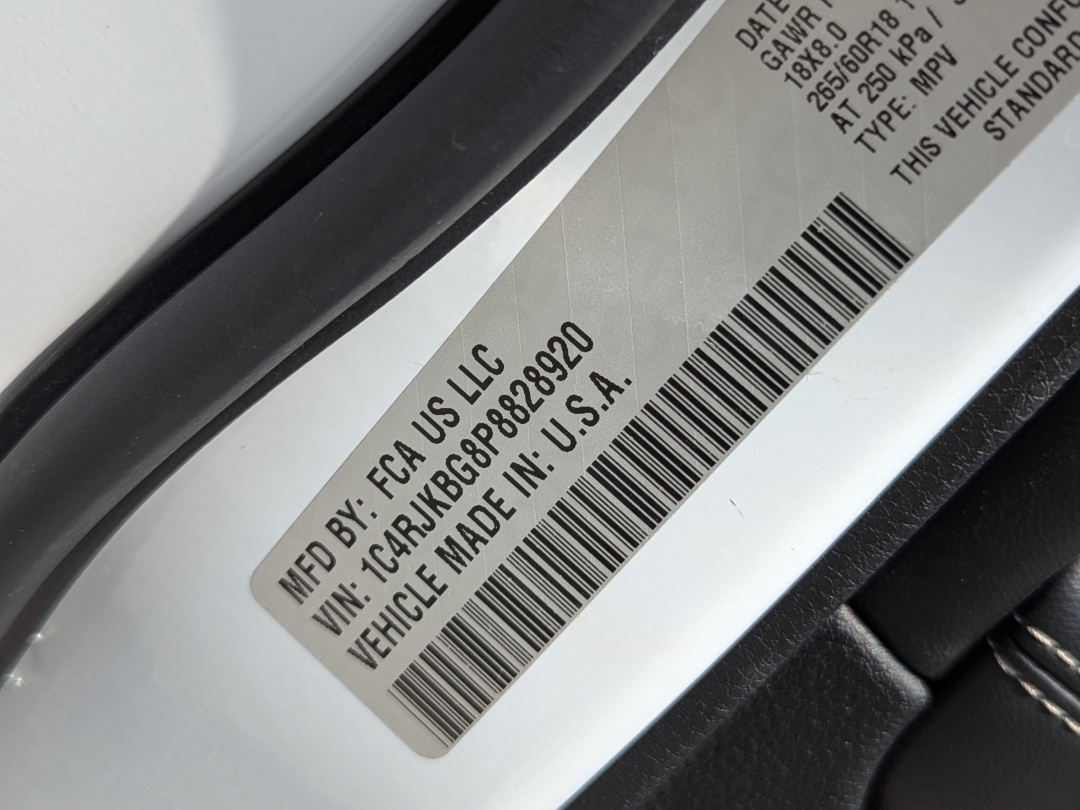 MFD BY: FCA US LLC
VIN: 1C4RJKBG8P8828920
VEHICLE MADE IN: U.S.A.
DATE
GAWR
18X8.0
265/60R18
AT 250 kPa /
TYPE: MPV
THIS VEHICLE
STANDARD